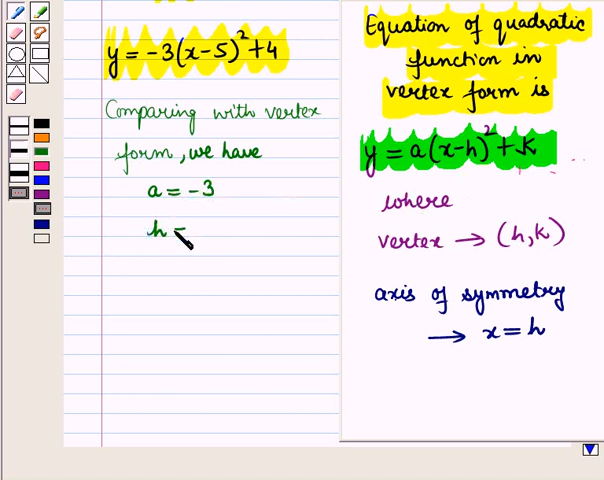 y = -3(x-5)² + 4
Comparing with vertex
form, we have
a = -3
h =
Equation of quadratic
function in
vertex form is
y = a(x-h)² + k
where
vertex → (h, k)
axis of symmetry
→ x = h